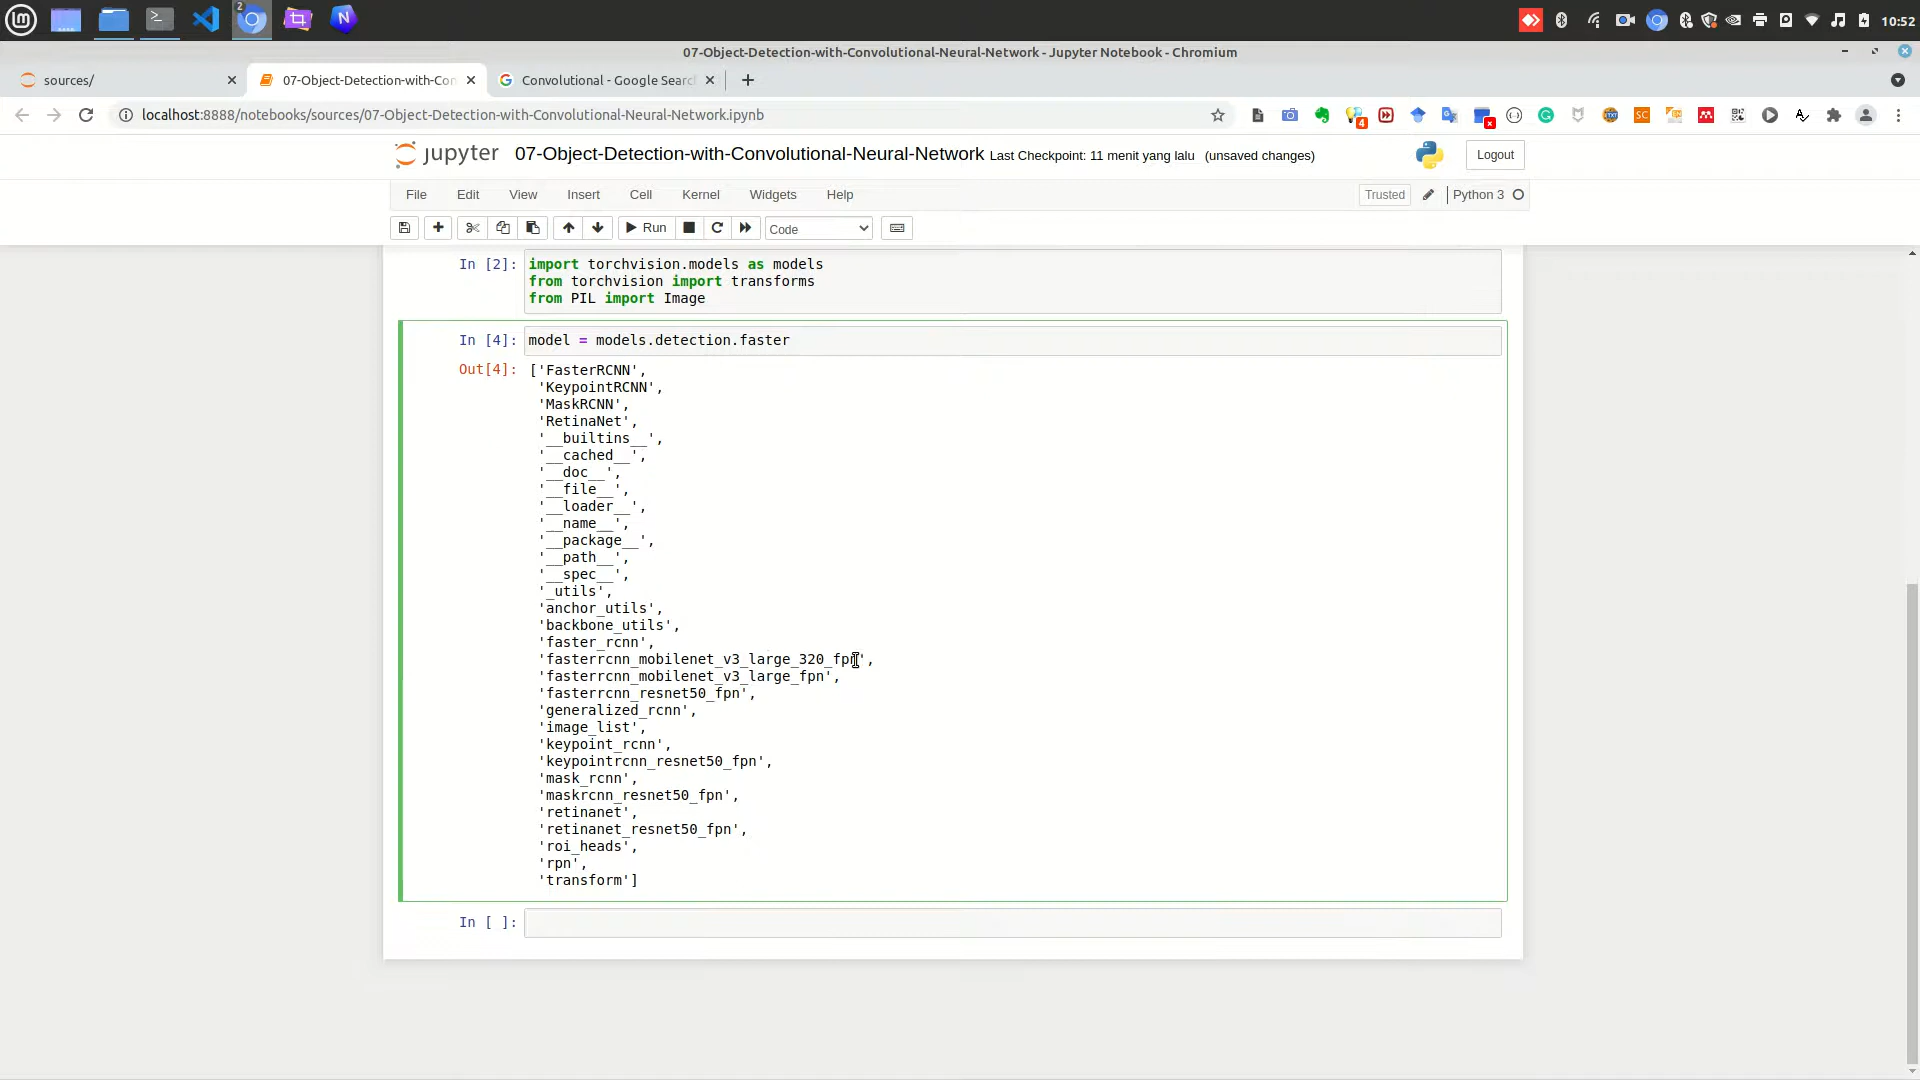 10:52
07-Object-Detection-with-Convolutional-Neural-Network - Jupyter Notebook - Chromium
sources/
07-Object-Detection-with-Con
Convolutional - Google Search
localhost:8888/notebooks/sources/07-Object-Detection-with-Convolutional-Neural-Network.ipynb
jupyter 07-Object-Detection-with-Convolutional-Neural-Network Last Checkpoint: 11 menit yang lalu (unsaved changes)
Logout
File Edit View Insert Cell Kernel Widgets Help
Trusted Python 3
Run Code
In [2]: import torchvision.models as models
from torchvision import transforms
from PIL import Image
In [4]: model = models.detection.faster
Out[4]: ['FasterRCNN',
'KeypointRCNN',
'MaskRCNN',
'RetinaNet',
'__builtins__',
'__cached__',
'__doc__',
'__file__',
'__loader__',
'__name__',
'__package__',
'__path__',
'__spec__',
'_utils',
'anchor_utils',
'backbone_utils',
'faster_rcnn',
'fasterrcnn_mobilenet_v3_large_320_fpn',
'fasterrcnn_mobilenet_v3_large_fpn',
'fasterrcnn_resnet50_fpn',
'generalized_rcnn',
'image_list',
'keypoint_rcnn',
'keypointrcnn_resnet50_fpn',
'mask_rcnn',
'maskrcnn_resnet50_fpn',
'retinanet',
'retinanet_resnet50_fpn',
'roi_heads',
'rpn',
'transform']
In [ ]: